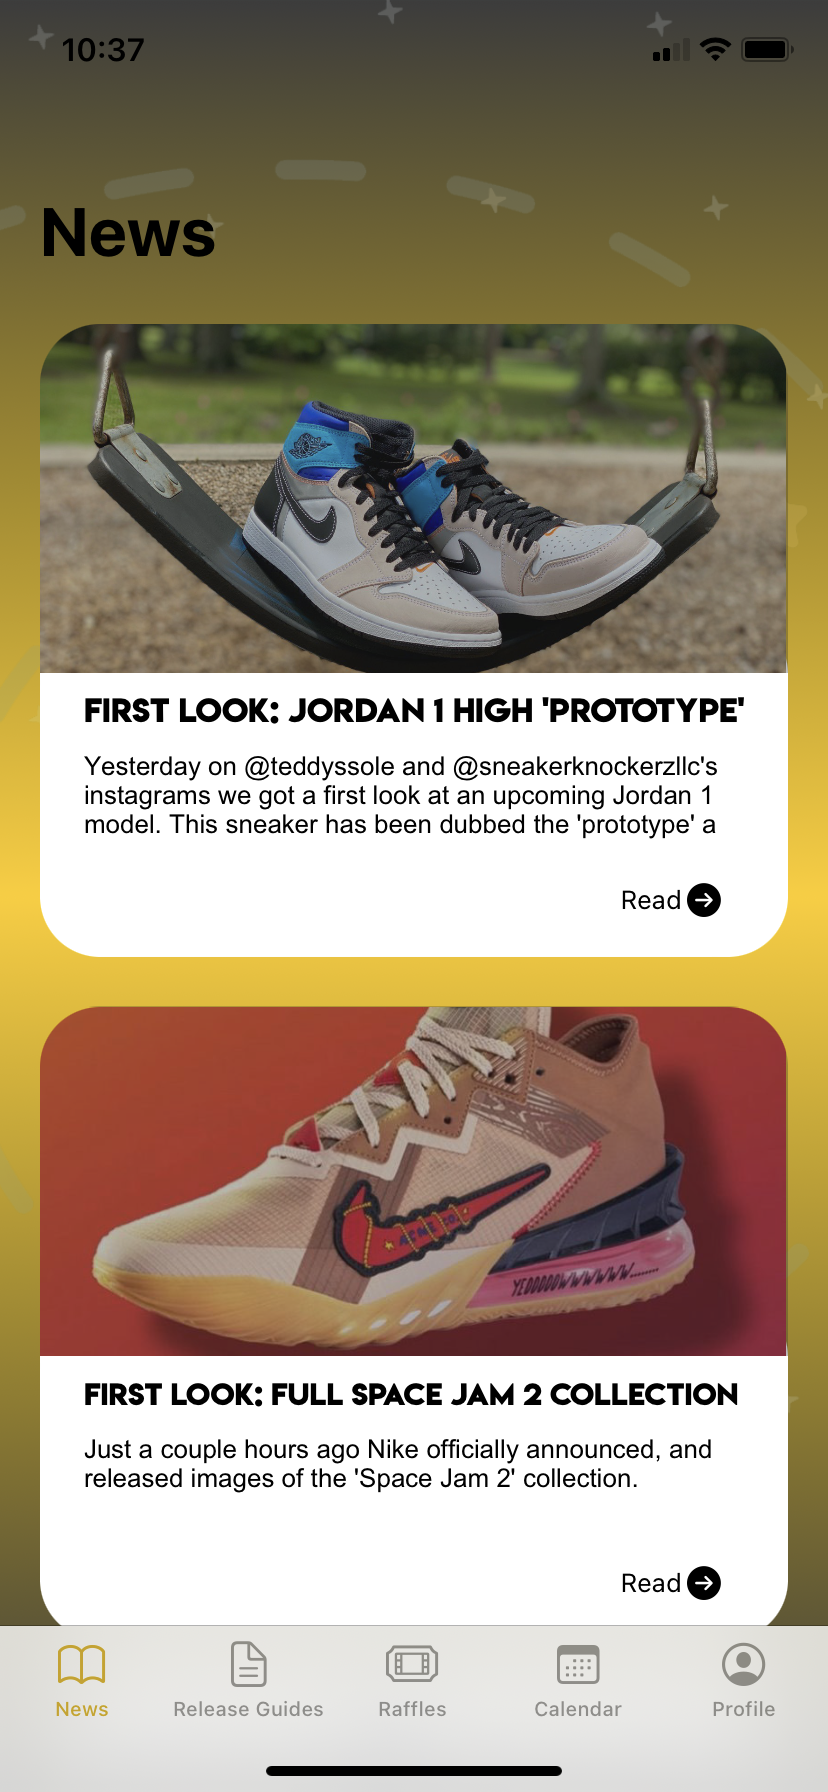 10:37
News
FIRST LOOK: JORDAN 1 HIGH 'PROTOTYPE'
Yesterday on @teddyssole and @sneakerknockerzllc's
instagrams we got a first look at an upcoming Jordan 1
model. This sneaker has been dubbed the 'prototype' a
Read
ACME CO.
YEOOOOOWWWWWW........
FIRST LOOK: FULL SPACE JAM 2 COLLECTION
Just a couple hours ago Nike officially announced, and
released images of the 'Space Jam 2' collection.
Read
News
Release Guides
Raffles
Calendar
Profile